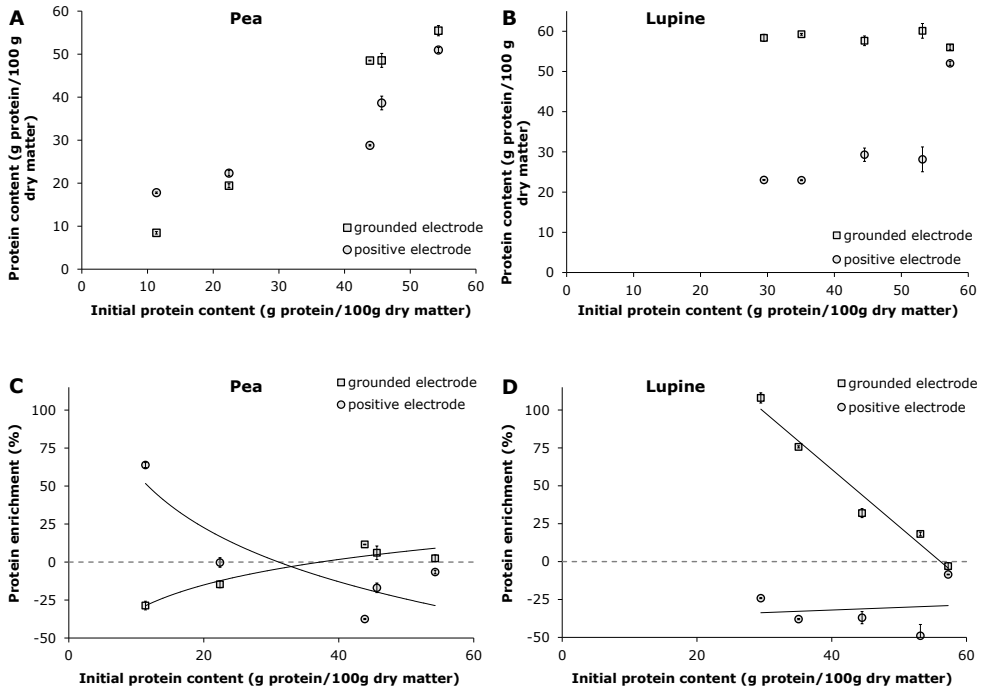 A
Pea
Protein content (g protein/100 g
dry matter)
60
50
40
30
20
10
0
grounded electrode
positive electrode
0 10 20 30 40 50 60
Initial protein content (g protein/100g dry matter)
B
Lupine
Protein content (g protein/100 g
dry matter)
70
60
50
40
30
20
10
0
grounded electrode
positive electrode
0 10 20 30 40 50 60
Initial protein content (g protein/100g dry matter)
C
Pea
grounded electrode
positive electrode
Protein enrichment (%)
100
75
50
25
0
-25
-50
0 20 40 60
Initial protein content (g protein/100g dry matter)
D
Lupine
grounded electrode
positive electrode
Protein enrichment (%)
100
75
50
25
0
-25
-50
0 20 40 60
Initial protein content (g protein/100g dry matter)